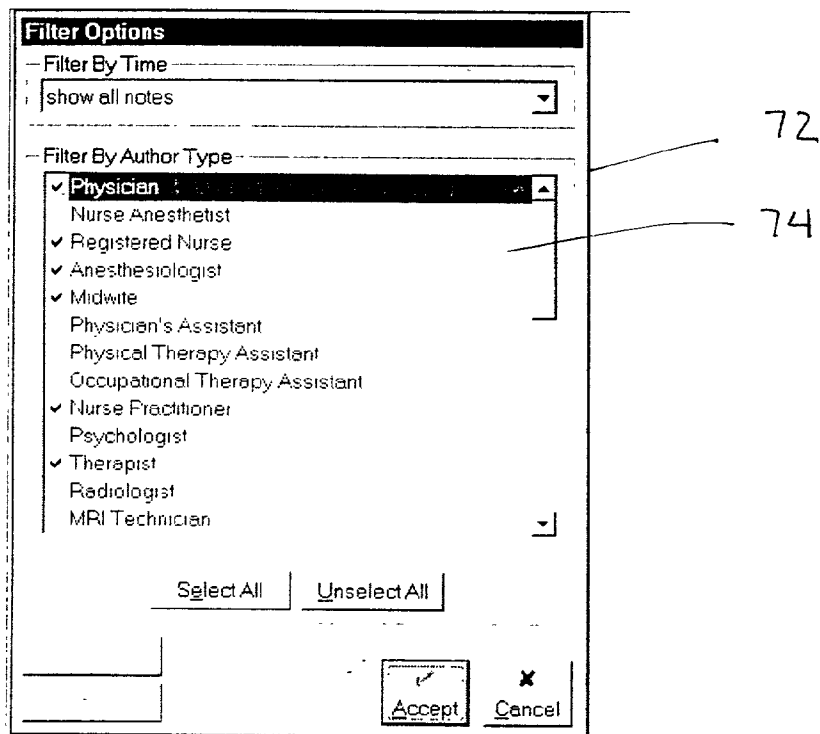 Filter Options
Filter By Time
show all notes
72
Filter By Author Type
✓ Physician
74
Nurse Anesthetist
✓ Registered Nurse
✓ Anesthesiologist
✓ Midwife
Physician's Assistant
Physical Therapy Assistant
Occupational Therapy Assistant
✓ Nurse Practitioner
Psychologist
✓ Therapist
Radiologist
MRI Technician
Select All Unselect All
Accept Cancel